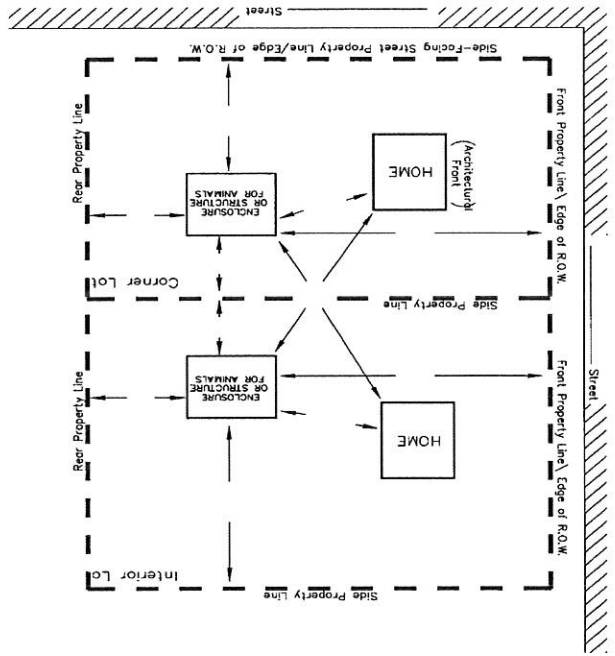 Street
Side-Facing Street Property Line/Edge of R.O.W.
Rear Property Line
Front Property Line\ Edge of R.O.W.
HOME
(Architectural
Front)
ENCLOSURE
OR STRUCTURE
FOR ANIMALS
Corner Lot
Side Property Line
Street
Rear Property Line
Front Property Line\ Edge of R.O.W.
ENCLOSURE
OR STRUCTURE
FOR ANIMALS
HOME
Interior Lo
Side Property Line